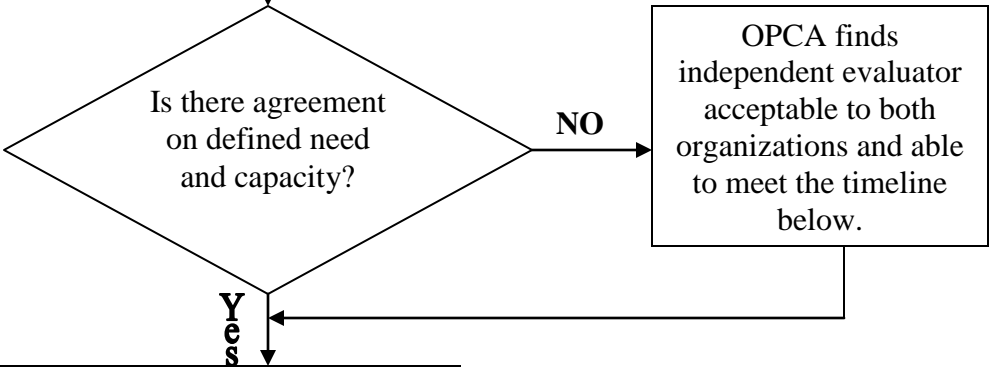 Is there agreement
on defined need
and capacity?
NO
OPCA finds
independent evaluator
acceptable to both
organizations and able
to meet the timeline
below.
Yes